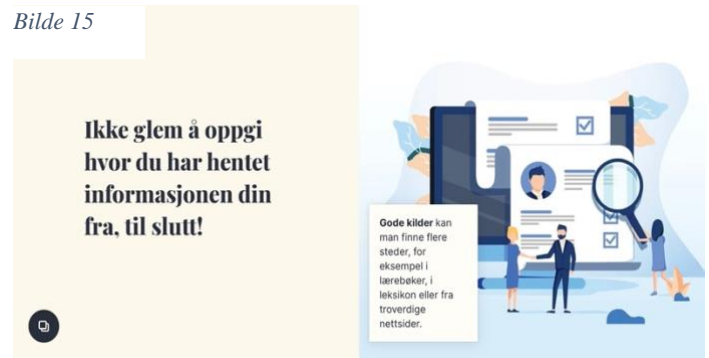 Bilde 15
Ikke glem å oppgi
hvor du har hentet
informasjonen din
fra, til slutt!
Gode kilder kan
man finne flere
steder, for
eksempel i
lærebøker, i
leksikon eller fra
troverdige
nettsider.